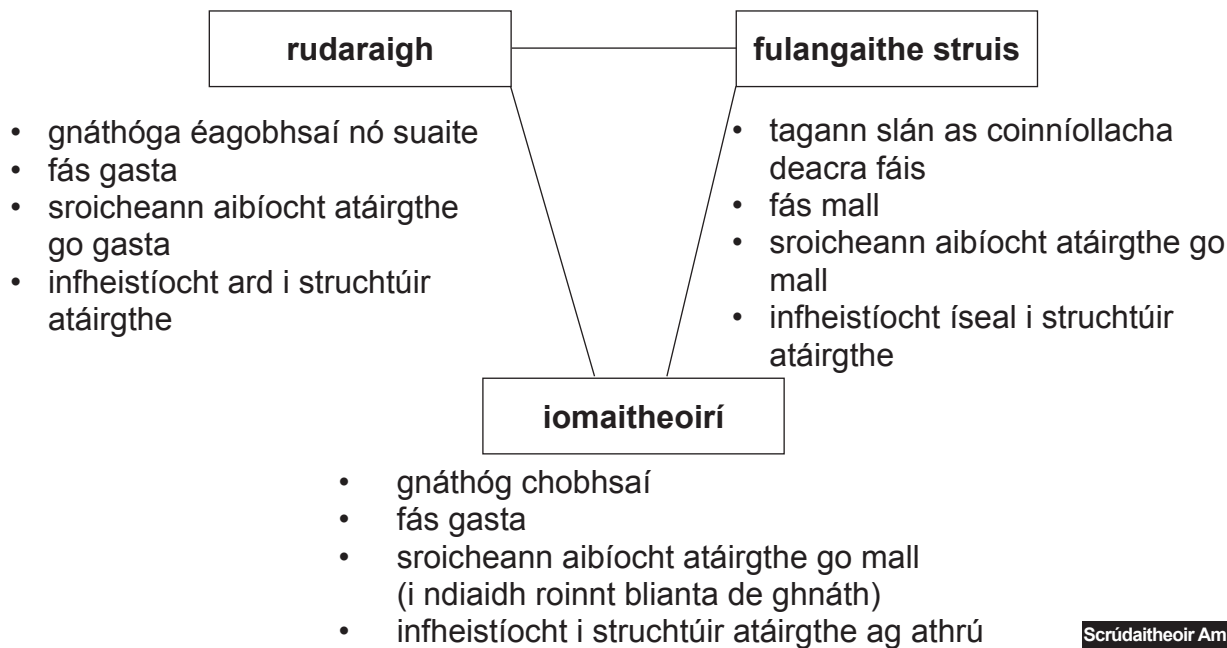 rudaraigh
fulangaithe struis
• gnáthóga éagobhsaí nó suaite
• fás gasta
• sroicheann aibíocht atáirgthe
go gasta
• infheistíocht ard i struchtúir
atáirgthe
• tagann slán as coinníollacha
deacra fáis
• fás mall
• sroicheann aibíocht atáirgthe go
mall
• infheistíocht íseal i struchtúir
atáirgthe
iomaitheoirí
• gnáthóg chobhsaí
• fás gasta
• sroicheann aibíocht atáirgthe go mall
(i ndiaidh roinnt blianta de ghnáth)
• infheistíocht i struchtúir atáirgthe ag athrú
Scrúdaitheoir Am